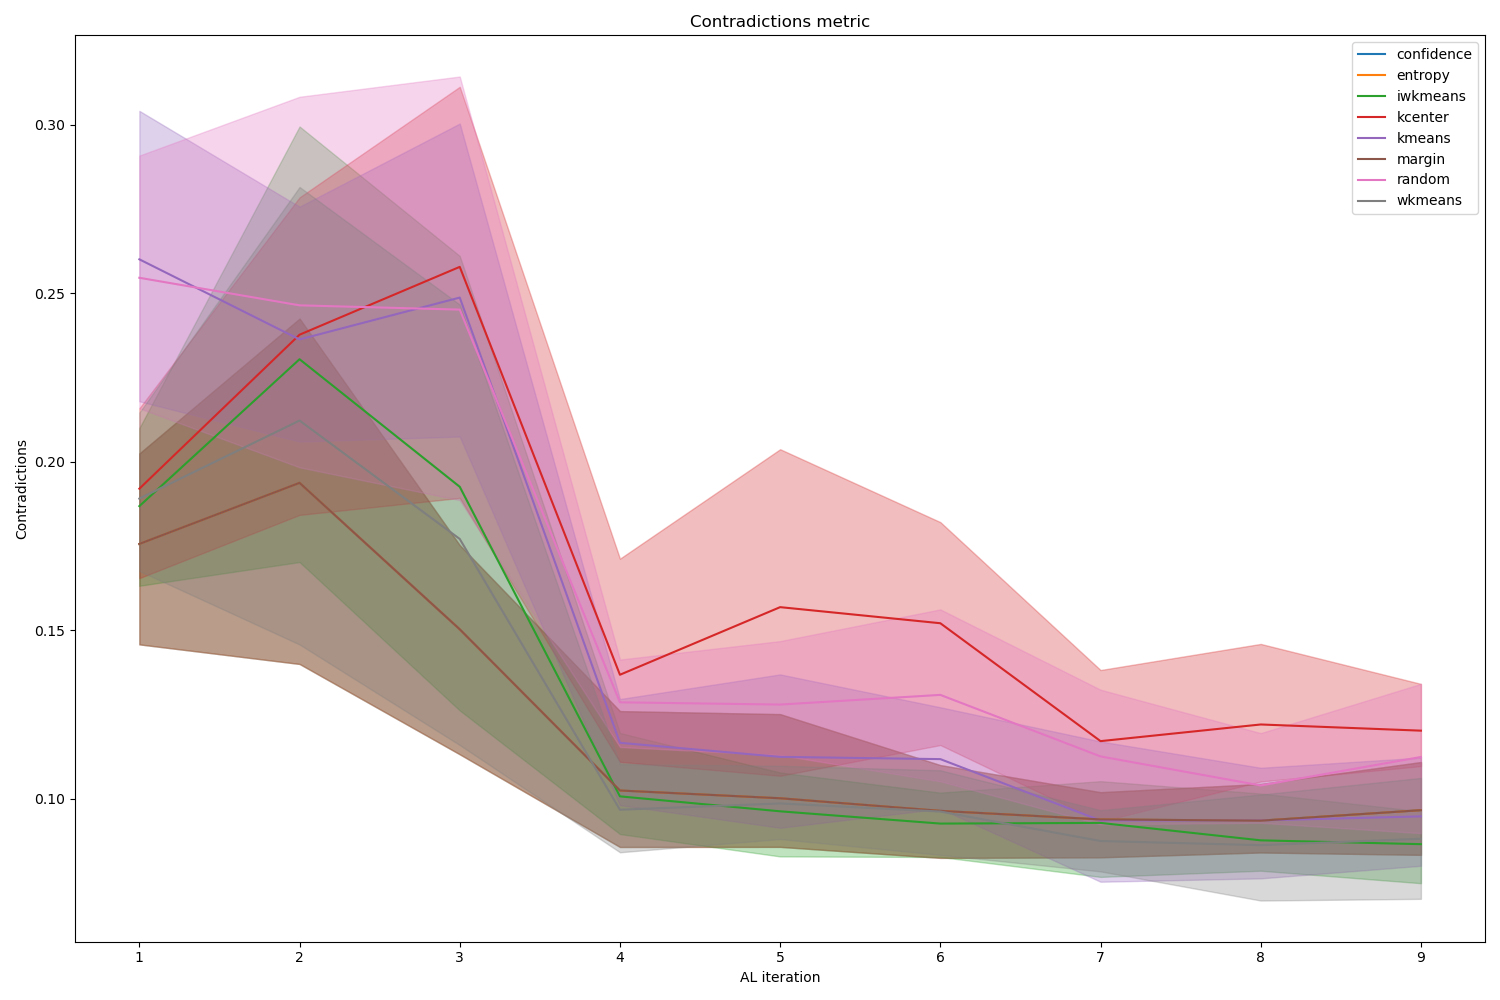 Contradictions metric
confidence
entropy
iwkmeans
kcenter
kmeans
margin
random
wkmeans
0.30
0.25
0.20
0.15
0.10
Contradictions
1 2 3 4 5 6 7 8 9
AL iteration